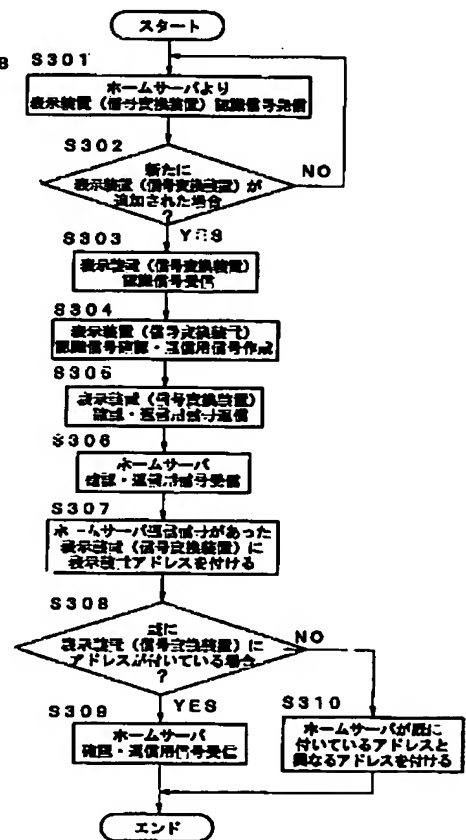 スタート
8
S301
ホームサーバより
表示装置（信号変換装置）認識信号発信
S302
新たに
表示装置（信号変換装置）が
追加された場合
?
NO
YES
S303
表示装置（信号変換装置）
認識信号受信
S304
表示装置（信号変換装置）
認識信号確認・返信用信号作成
S305
表示装置（信号変換装置）
確認・返信用信号返信
S306
ホームサーバ
確認・返信用信号受信
S307
ホームサーバ返信信号があった
表示装置（信号変換装置）に
表示装置アドレスを付ける
S308
既に
表示装置（信号変換装置）に
アドレスが付いている場合
?
NO
YES
S309
ホームサーバ
確認・返信用信号受信
S310
ホームサーバが既に
付いているアドレスと
異なるアドレスを付ける
エンド